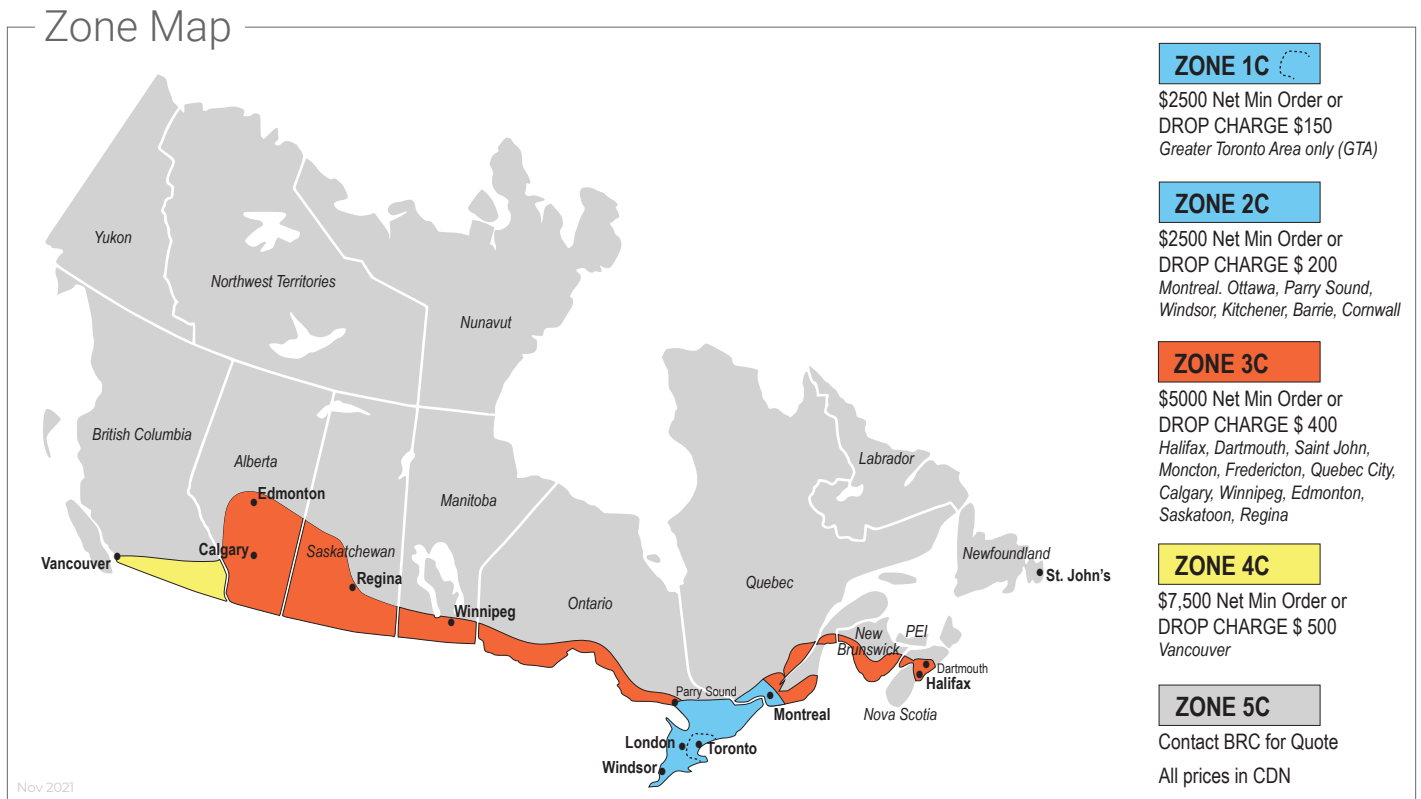 Zone Map
ZONE 1C
$2500 Net Min Order or
DROP CHARGE $150
Greater Toronto Area only (GTA)
ZONE 2C
$2500 Net Min Order or
DROP CHARGE $ 200
Montreal. Ottawa, Parry Sound,
Windsor, Kitchener, Barrie, Cornwall
ZONE 3C
$5000 Net Min Order or
DROP CHARGE $ 400
Halifax, Dartmouth, Saint John,
Moncton, Fredericton, Quebec City,
Calgary, Winnipeg, Edmonton,
Saskatoon, Regina
ZONE 4C
$7,500 Net Min Order or
DROP CHARGE $ 500
Vancouver
ZONE 5C
Contact BRC for Quote
All prices in CDN
Yukon
Northwest Territories
Nunavut
British Columbia
Alberta
Edmonton
Manitoba
Labrador
Vancouver
Calgary
Saskatchewan
Regina
Winnipeg
Ontario
Quebec
Newfoundland
St. John's
New
Brunswick
PEI
Dartmouth
Halifax
Nova Scotia
Parry Sound
Montreal
London
Toronto
Windsor
Nov 2021